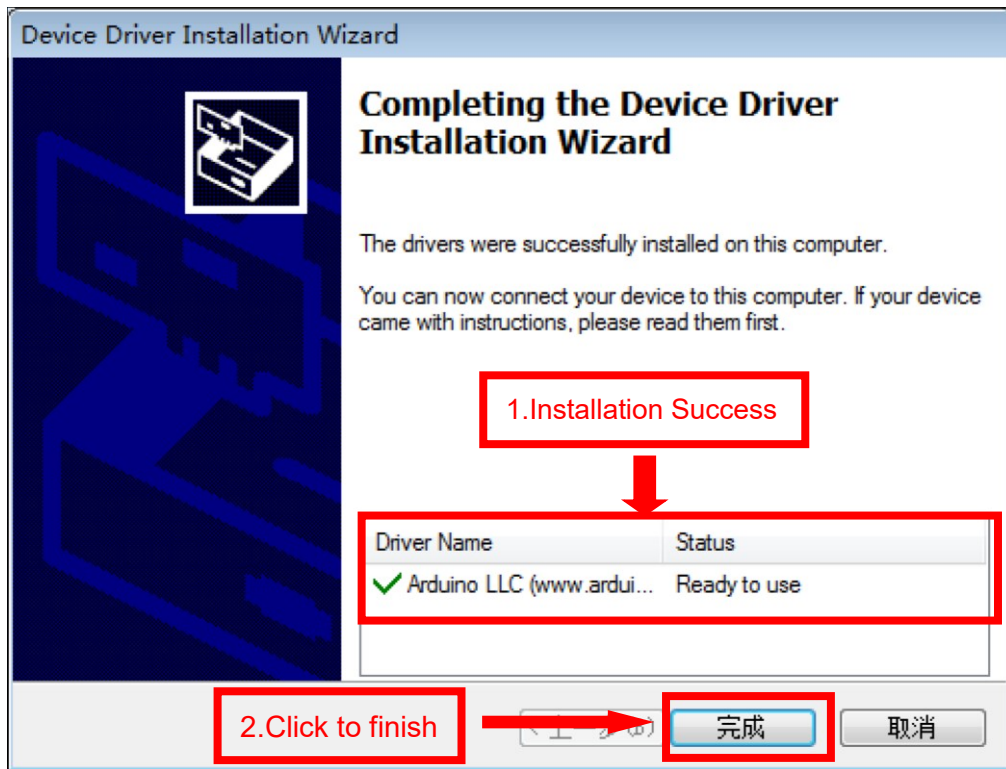 Device Driver Installation Wizard
Completing the Device Driver
Installation Wizard
The drivers were successfully installed on this computer.
You can now connect your device to this computer. If your device
came with instructions, please read them first.
1.Installation Success
Driver Name Status
Arduino LLC (www.ardui... Ready to use
2.Click to finish
完成 取消